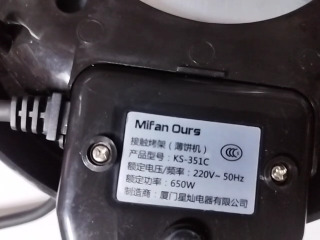 Mifan Ours
接触烤架（薄饼机）
产品型号：KS-351C
额定电压/频率：220V~ 50Hz
额定功率：650W
制造商：厦门星灿电器有限公司